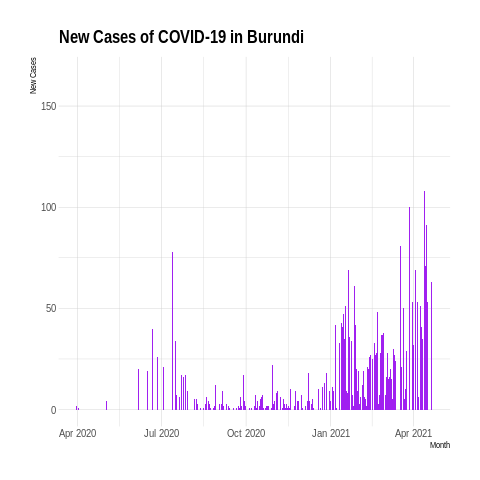 New Cases of COVID-19 in Burundi
New Cases
150
100
50
0
Apr 2020 Jul 2020 Oct 2020 Jan 2021 Apr 2021
Month